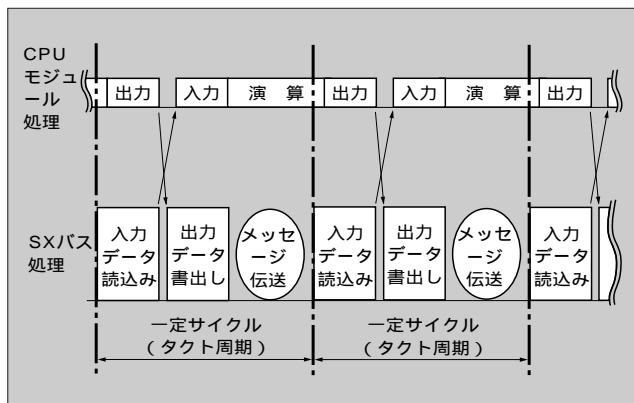 CPU
モジュ
ール
処理
出力
入力
演 算
出力
入力
演 算
出力
SXバス
処理
入力
データ
読込み
出力
データ
書出し
メッセ
ージ
伝送
入力
データ
読込み
出力
データ
書出し
メッセ
ージ
伝送
入力
データ
読込み
一定サイクル
(タクト周期)
一定サイクル
(タクト周期)